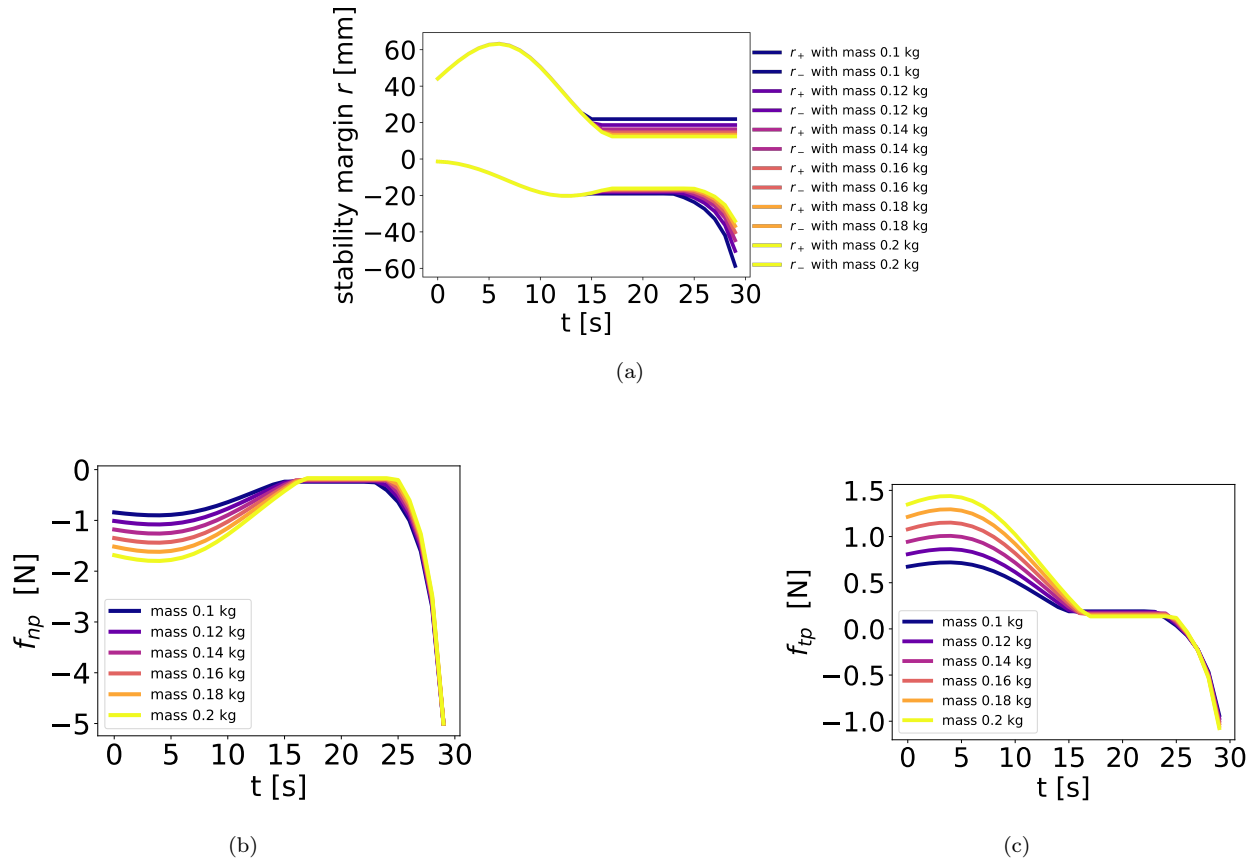 stability margin r [mm]
60
40
20
0
−20
−40
−60
0 5 10 15 20 25 30
t [s]
r₊ with mass 0.1 kg
r₋ with mass 0.1 kg
r₊ with mass 0.12 kg
r₋ with mass 0.12 kg
r₊ with mass 0.14 kg
r₋ with mass 0.14 kg
r₊ with mass 0.16 kg
r₋ with mass 0.16 kg
r₊ with mass 0.18 kg
r₋ with mass 0.18 kg
r₊ with mass 0.2 kg
r₋ with mass 0.2 kg
(a)
f_{np} [N]
0
−1
−2
−3
−4
−5
mass 0.1 kg
mass 0.12 kg
mass 0.14 kg
mass 0.16 kg
mass 0.18 kg
mass 0.2 kg
0 5 10 15 20 25 30
t [s]
(b)
f_{tp} [N]
1.5
1.0
0.5
0.0
−0.5
−1.0
mass 0.1 kg
mass 0.12 kg
mass 0.14 kg
mass 0.16 kg
mass 0.18 kg
mass 0.2 kg
0 5 10 15 20 25 30
t [s]
(c)